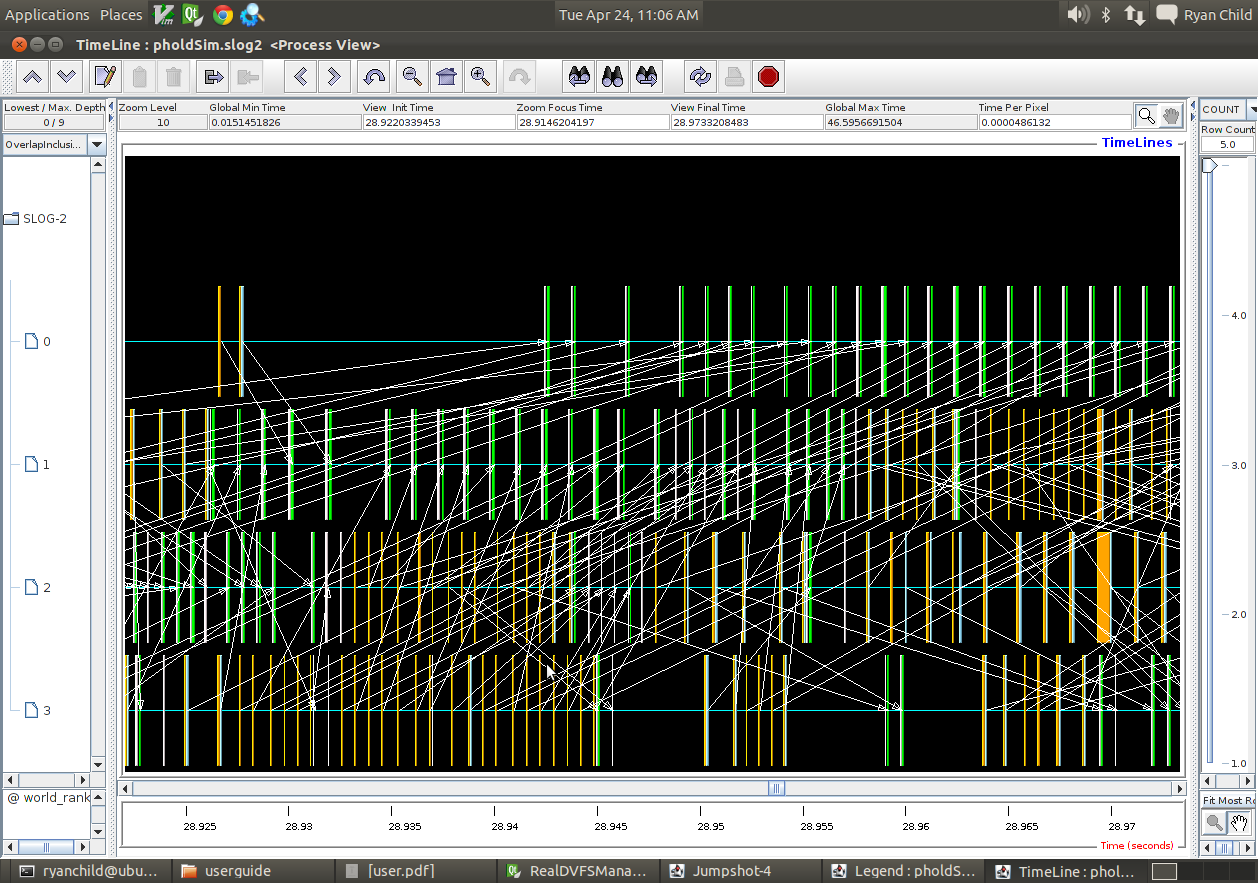 Applications Places Tue Apr 24, 11:06 AM Ryan Child
TimeLine : pholdSim.slog2 <Process View>
Lowest / Max. Depth Zoom Level Global Min Time View Init Time Zoom Focus Time View Final Time Global Max Time Time Per Pixel COUNT
0 / 9 10 0.0151451826 28.9220339453 28.9146204197 28.9733208483 46.5956691504 0.0000486132
Row Count
OverlapInclusi... 5.0
TimeLines
SLOG-2
0
1
2
3
4.0
3.0
2.0
1.0
@ world_rank
Fit Most Ro
28.925 28.93 28.935 28.94 28.945 28.95 28.955 28.96 28.965 28.97
Time (seconds)
ryanchild@ubu... userguide [user.pdf] RealDVFSMana... Jumpshot-4 Legend : pholdS... TimeLine : phol...